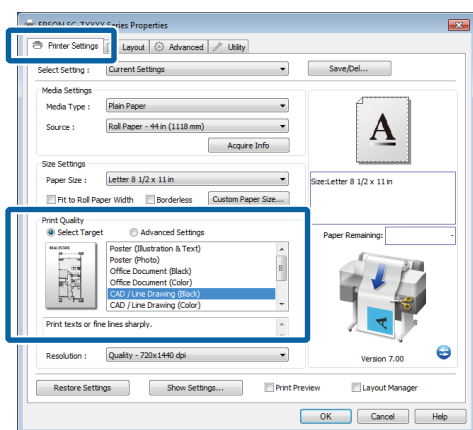 EPSON SC-TXXXX Series Properties
Printer Settings Layout Advanced Utility
Select Setting : Current Settings Save/Del...
Media Settings
Media Type : Plain Paper
Source : Roll Paper - 44 in (1118 mm)
Acquire Info
Size Settings
Paper Size : Letter 8 1/2 x 11 in
Fit to Roll Paper Width Borderless Custom Paper Size...
A
Size:Letter 8 1/2 x 11 in
Print Quality
Select Target Advanced Settings
Poster (Illustration & Text)
Poster (Photo)
Office Document (Black)
Office Document (Color)
CAD / Line Drawing (Black)
CAD / Line Drawing (Color)
Print texts or fine lines sharply.
Paper Remaining: -
A
Resolution : Quality - 720x1440 dpi
Version 7.00
Restore Settings Show Settings... Print Preview Layout Manager
OK Cancel Help